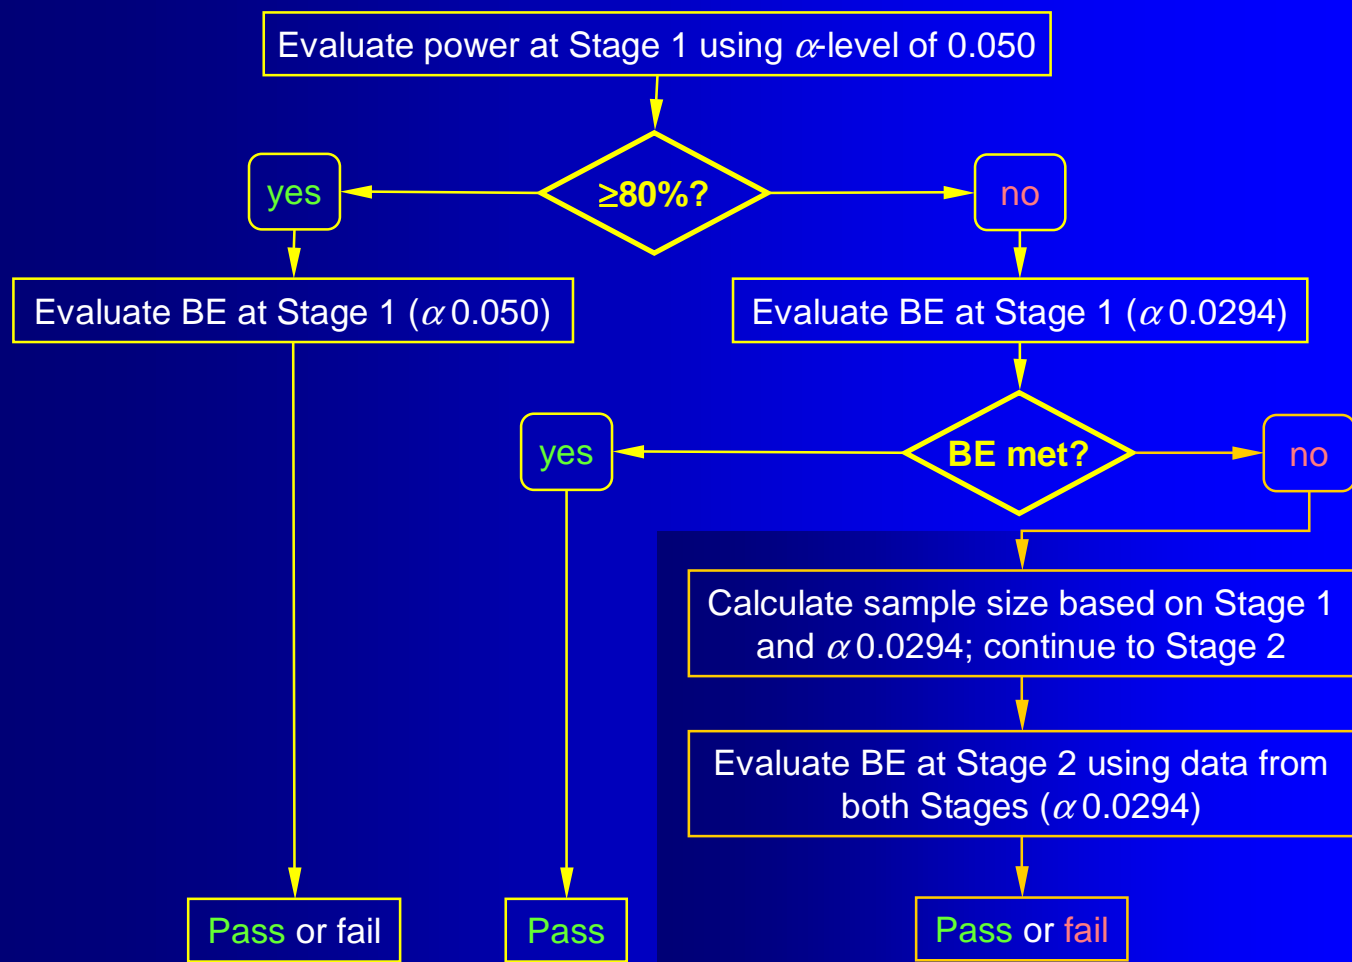 Evaluate power at Stage 1 using α-level of 0.050
yes
≥80%?
no
Evaluate BE at Stage 1 (α 0.050)
Evaluate BE at Stage 1 (α 0.0294)
yes
BE met?
no
Calculate sample size based on Stage 1
and α 0.0294; continue to Stage 2
Evaluate BE at Stage 2 using data from
both Stages (α 0.0294)
Pass or fail
Pass
Pass or fail